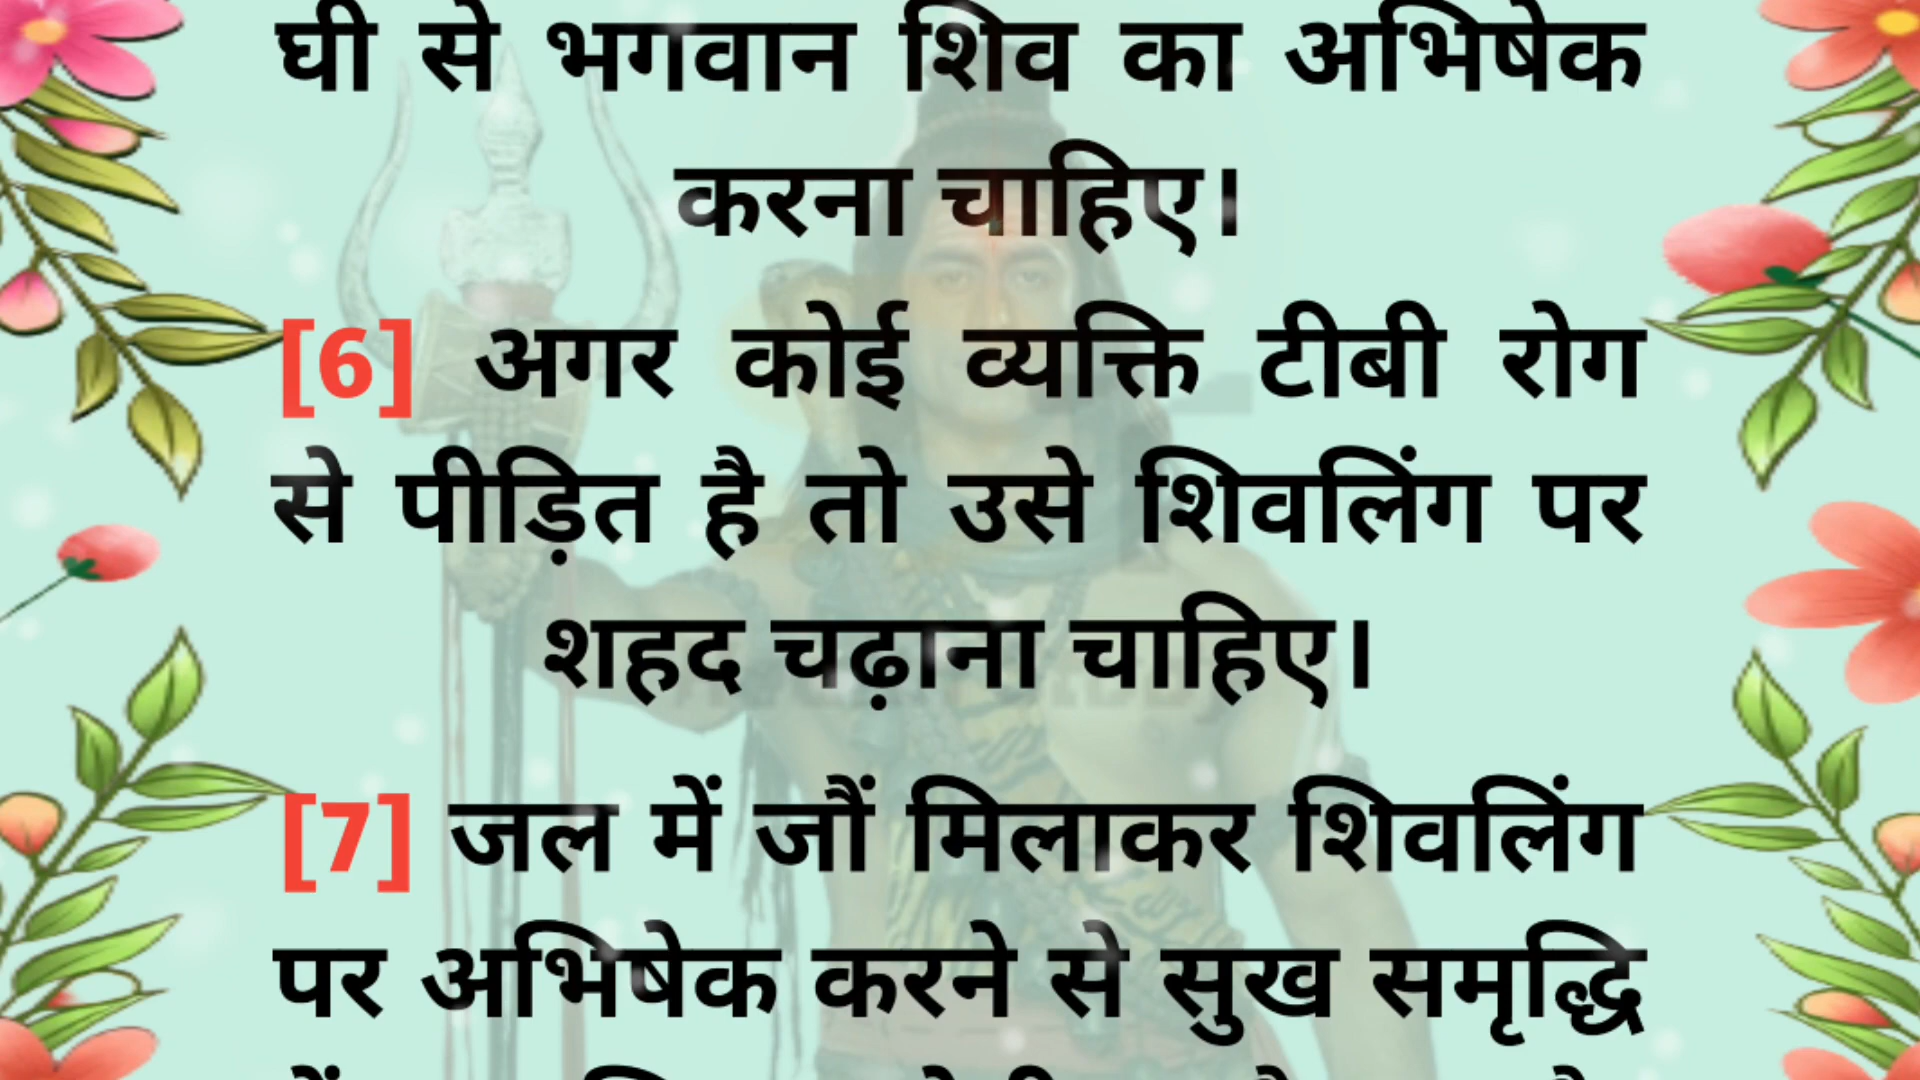 घी से भगवान शिव का अभिषेक
करना चाहिए।
[6] अगर कोई व्यक्ति टीबी रोग
से पीड़ित है तो उसे शिवलिंग पर
शहद चढ़ाना चाहिए।
[7] जल में जौं मिलाकर शिवलिंग
पर अभिषेक करने से सुख समृद्धि